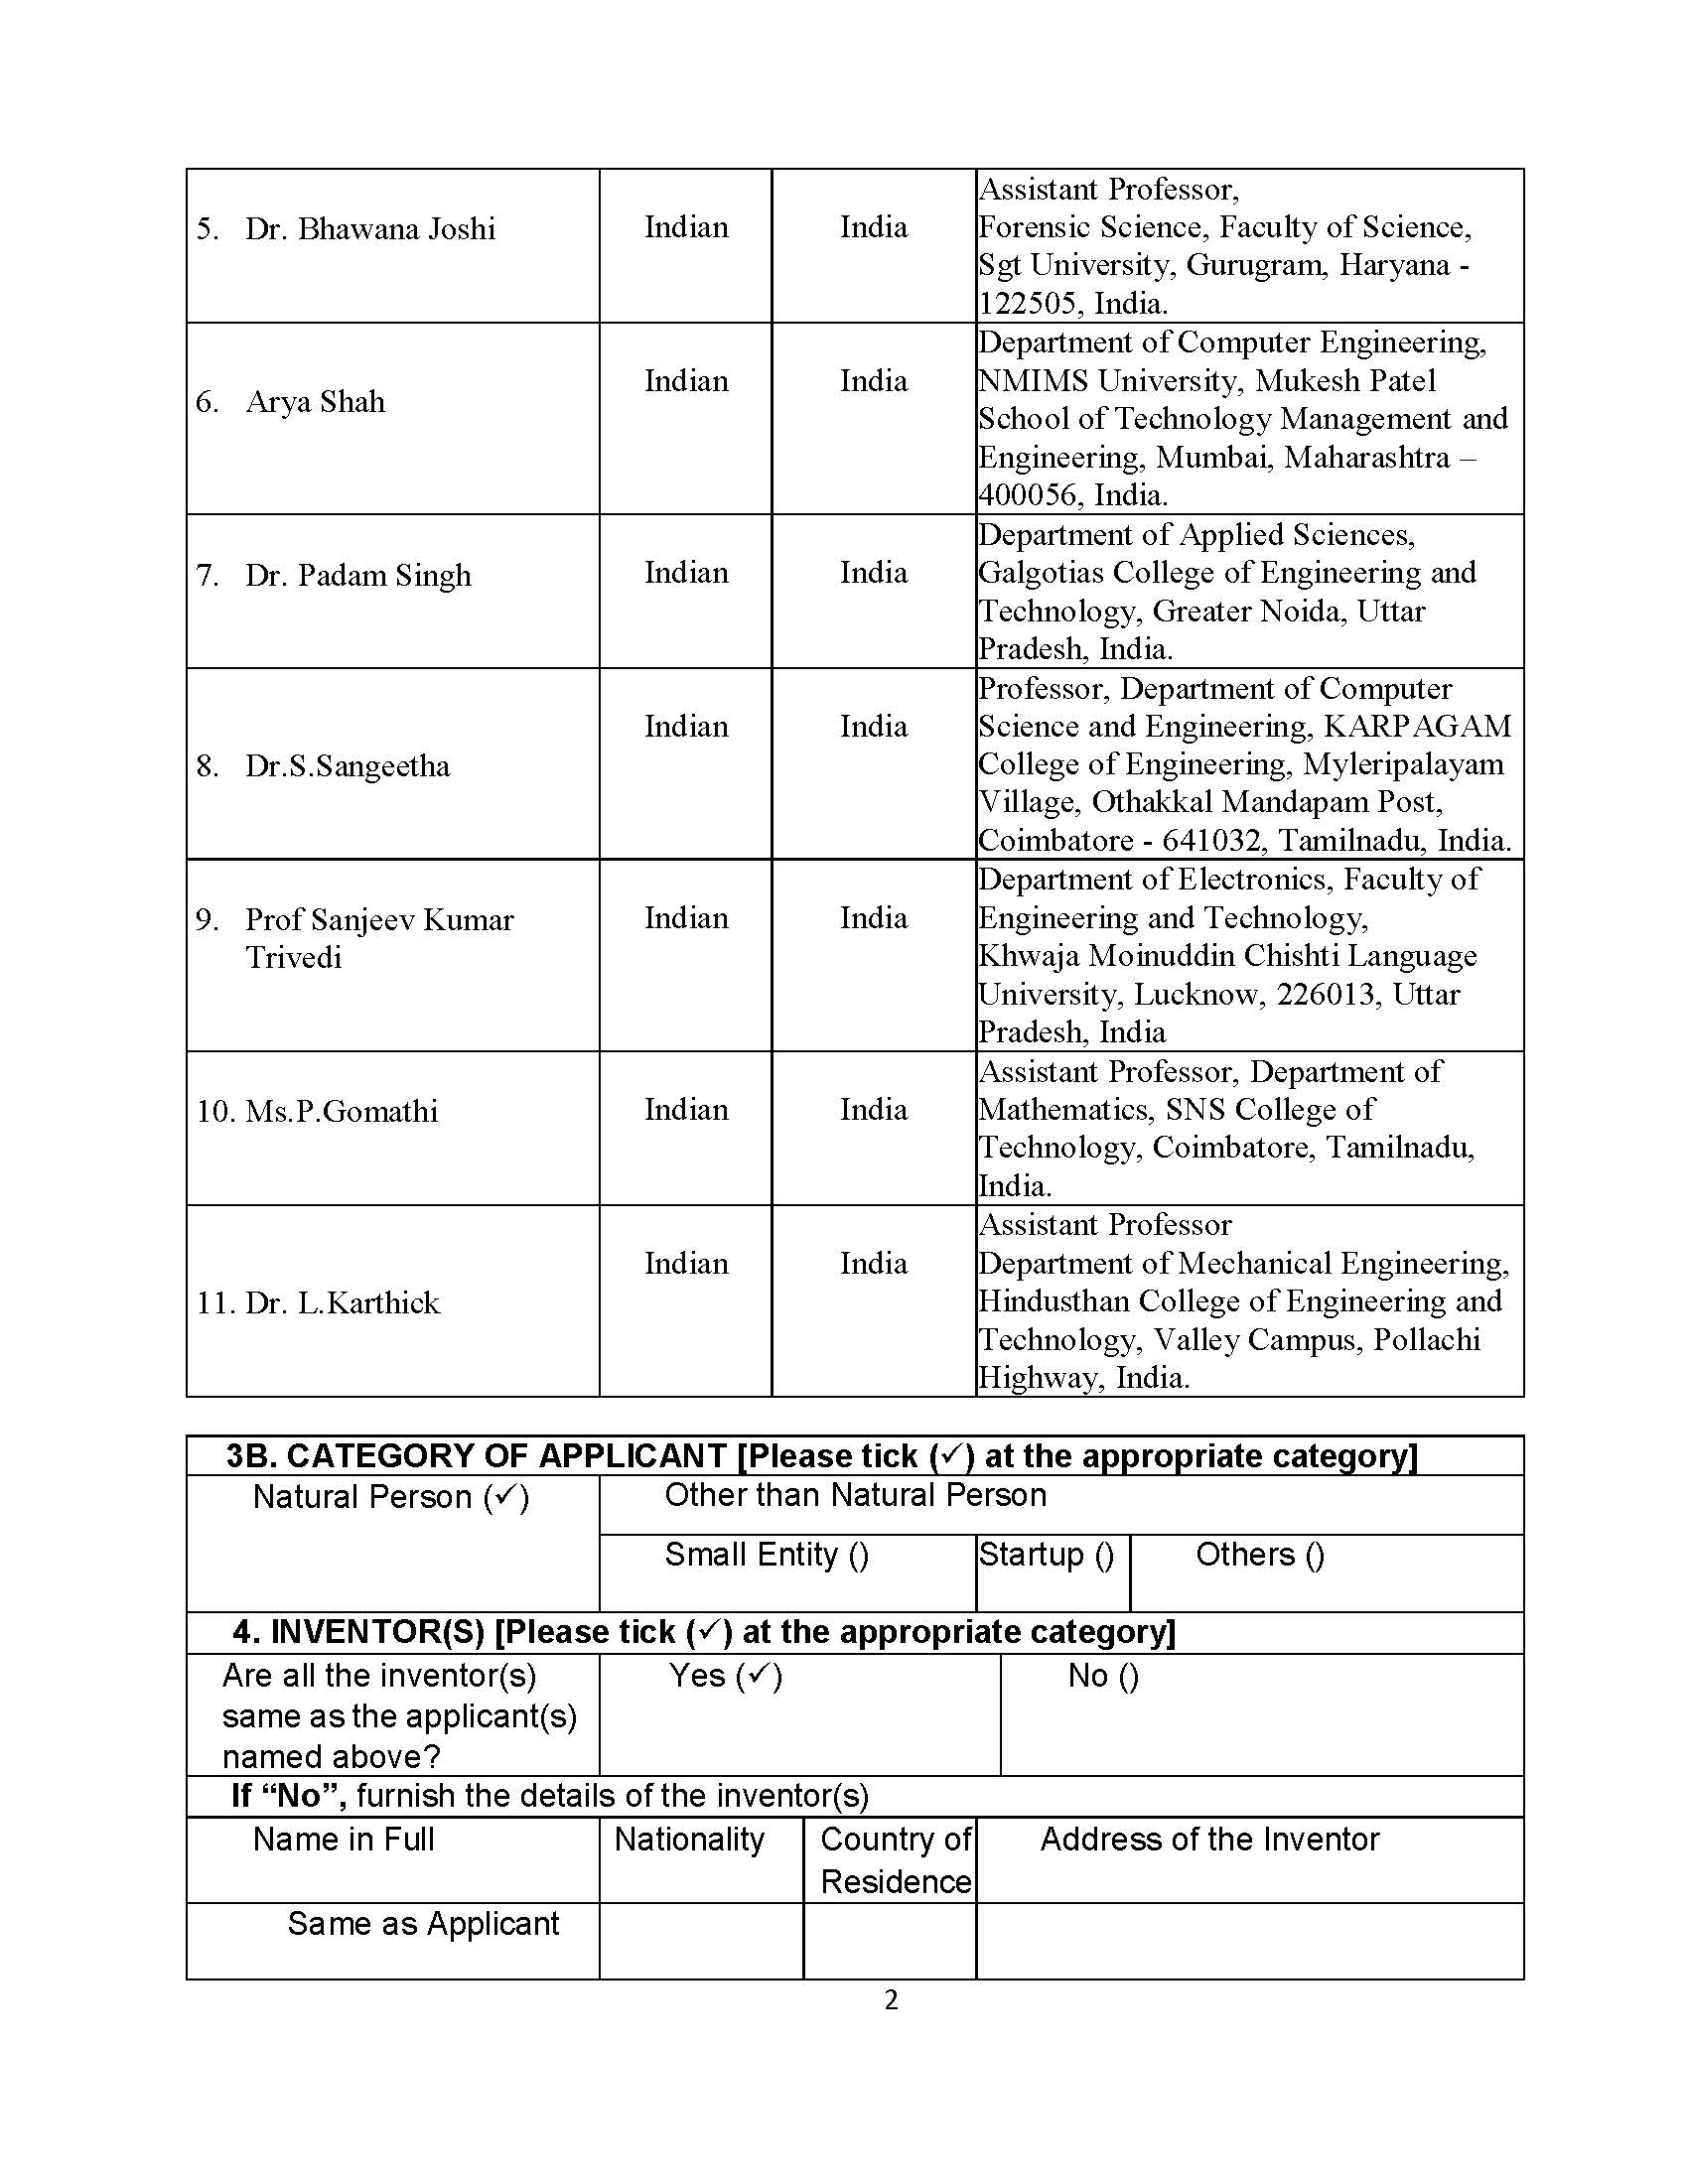 5. Dr. Bhawana Joshi
Indian
India
Assistant Professor,
Forensic Science, Faculty of Science,
Sgt University, Gurugram, Haryana -
122505, India.
6. Arya Shah
Indian
India
Department of Computer Engineering,
NMIMS University, Mukesh Patel
School of Technology Management and
Engineering, Mumbai, Maharashtra –
400056, India.
7. Dr. Padam Singh
Indian
India
Department of Applied Sciences,
Galgotias College of Engineering and
Technology, Greater Noida, Uttar
Pradesh, India.
8. Dr.S.Sangeetha
Indian
India
Professor, Department of Computer
Science and Engineering, KARPAGAM
College of Engineering, Myleripalayam
Village, Othakkal Mandapam Post,
Coimbatore - 641032, Tamilnadu, India.
9. Prof Sanjeev Kumar
Trivedi
Indian
India
Department of Electronics, Faculty of
Engineering and Technology,
Khwaja Moinuddin Chishti Language
University, Lucknow, 226013, Uttar
Pradesh, India
10. Ms.P.Gomathi
Indian
India
Assistant Professor, Department of
Mathematics, SNS College of
Technology, Coimbatore, Tamilnadu,
India.
11. Dr. L.Karthick
Indian
India
Assistant Professor
Department of Mechanical Engineering,
Hindusthan College of Engineering and
Technology, Valley Campus, Pollachi
Highway, India.
3B. CATEGORY OF APPLICANT [Please tick (✓) at the appropriate category]
Natural Person (✓)
Other than Natural Person
Small Entity ()
Startup ()
Others ()
4. INVENTOR(S) [Please tick (✓) at the appropriate category]
Are all the inventor(s)
same as the applicant(s)
named above?
Yes (✓)
No ()
If “No”, furnish the details of the inventor(s)
Name in Full
Nationality
Country of
Residence
Address of the Inventor
Same as Applicant
2